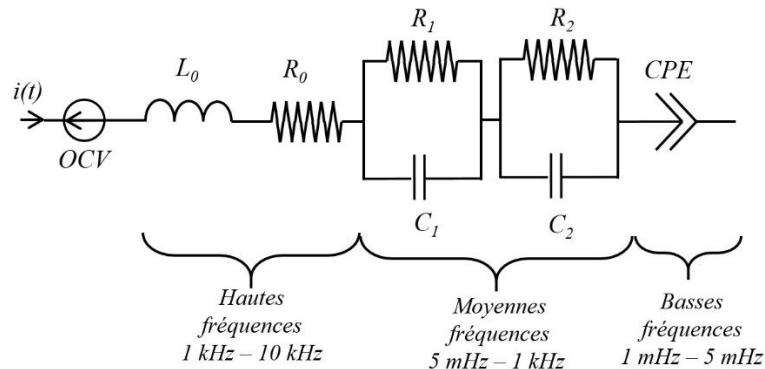 R₁
R₂
L₀
R₀
CPE
i(t)
OCV
C₁
C₂
Hautes
fréquences
1 kHz – 10 kHz
Moyennes
fréquences
5 mHz – 1 kHz
Basses
fréquences
1 mHz – 5 mHz